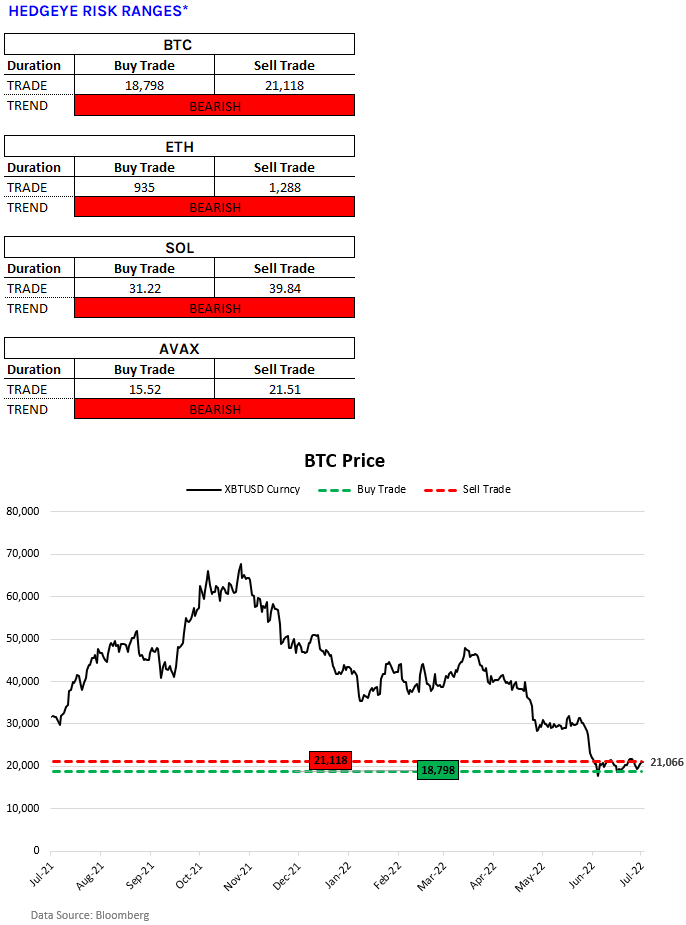 HEDGEYE RISK RANGES*
BTC
Duration Buy Trade Sell Trade
TRADE 18,798 21,118
TREND BEARISH
ETH
Duration Buy Trade Sell Trade
TRADE 935 1,288
TREND BEARISH
SOL
Duration Buy Trade Sell Trade
TRADE 31.22 39.84
TREND BEARISH
AVAX
Duration Buy Trade Sell Trade
TRADE 15.52 21.51
TREND BEARISH
BTC Price
XBTUSD Curncy Buy Trade Sell Trade
80,000
70,000
60,000
50,000
40,000
30,000
21,118
21,066
20,000
18,798
10,000
0
Jul-21 Aug-21 Sep-21 Oct-21 Nov-21 Dec-21 Jan-22 Feb-22 Mar-22 Apr-22 May-22 Jun-22 Jul-22
Data Source: Bloomberg